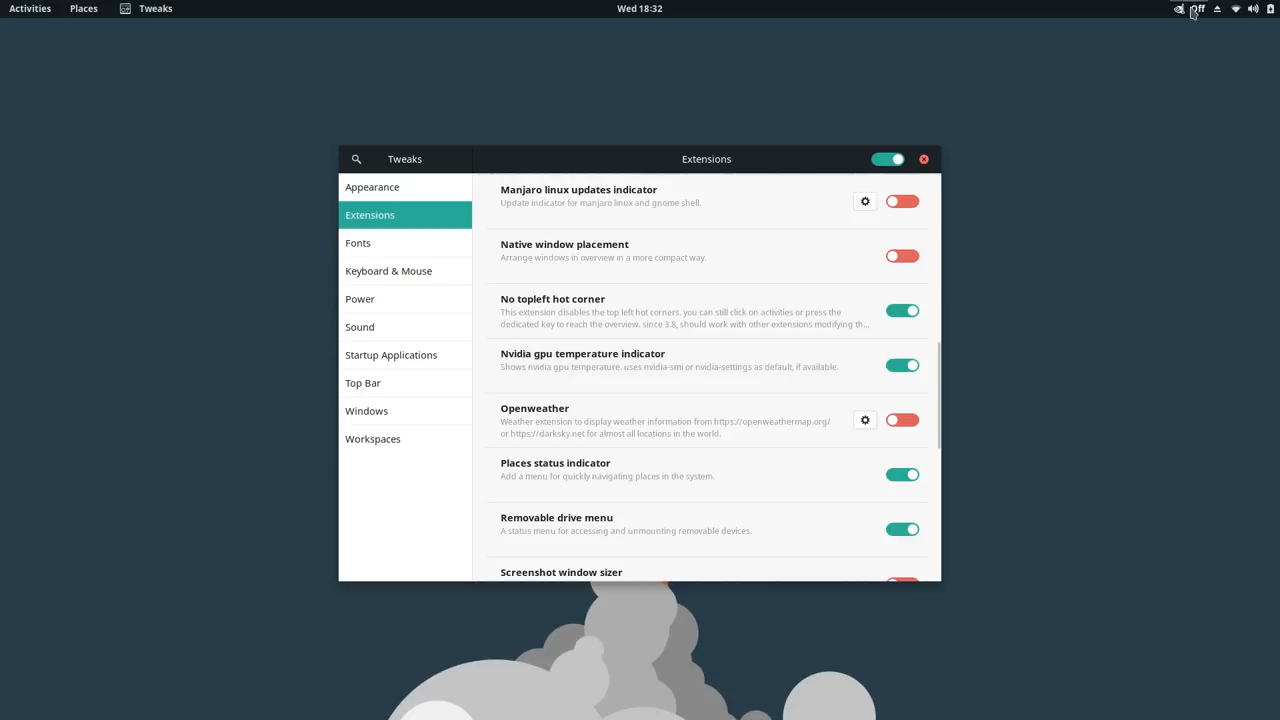 Activities
Places
Tweaks
Wed 18:32
Off
Tweaks
Extensions
Appearance
Extensions
Fonts
Keyboard & Mouse
Power
Sound
Startup Applications
Top Bar
Windows
Workspaces
Manjaro linux updates indicator
Update indicator for manjaro linux and gnome shell.
Native window placement
Arrange windows in overview in a more compact way.
No topleft hot corner
This extension disables the top left hot corners. you can still click on activities or press the
dedicated key to reach the overview. since 3.8, should work with other extensions modifying th…
Nvidia gpu temperature indicator
Shows nvidia gpu temperature. uses nvidia-smi or nvidia-settings as default, if available.
Openweather
Weather extension to display weather information from https://openweathermap.org/
or https://darksky.net for almost all locations in the world.
Places status indicator
Add a menu for quickly navigating places in the system.
Removable drive menu
A status menu for accessing and unmounting removable devices.
Screenshot window sizer